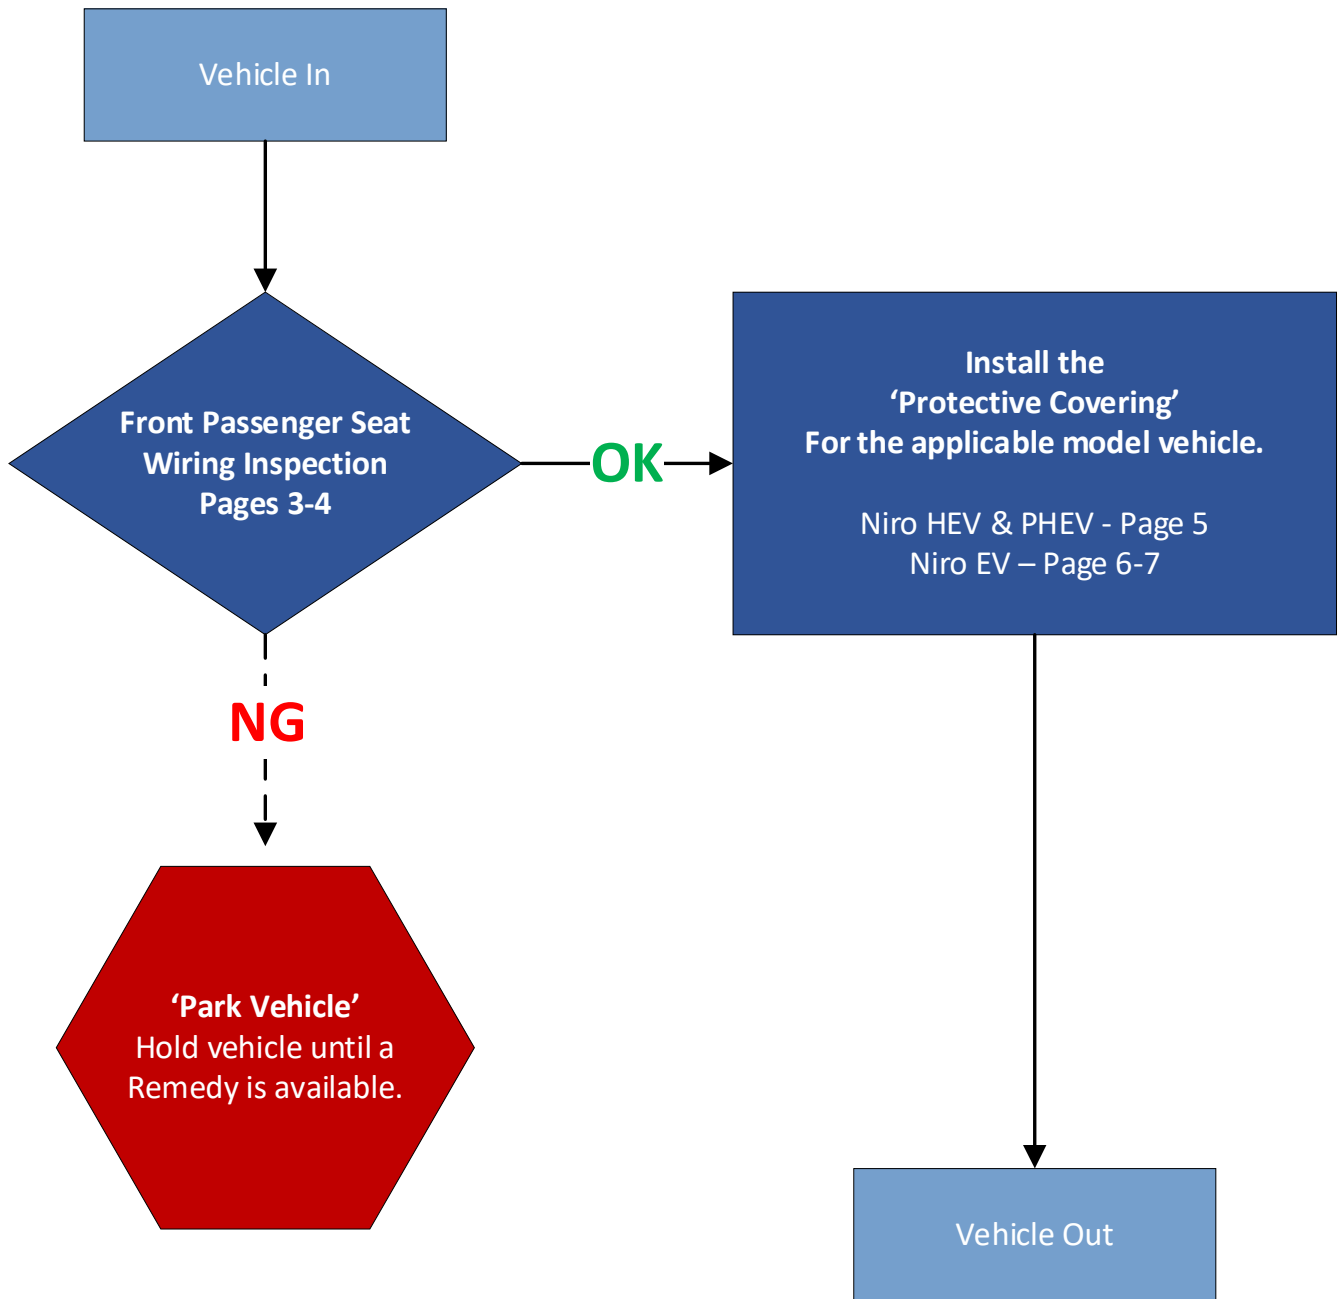 Vehicle In
Front Passenger Seat
Wiring Inspection
Pages 3-4
OK
Install the
‘Protective Covering’
For the applicable model vehicle.
Niro HEV & PHEV - Page 5
Niro EV – Page 6-7
NG
‘Park Vehicle’
Hold vehicle until a
Remedy is available.
Vehicle Out